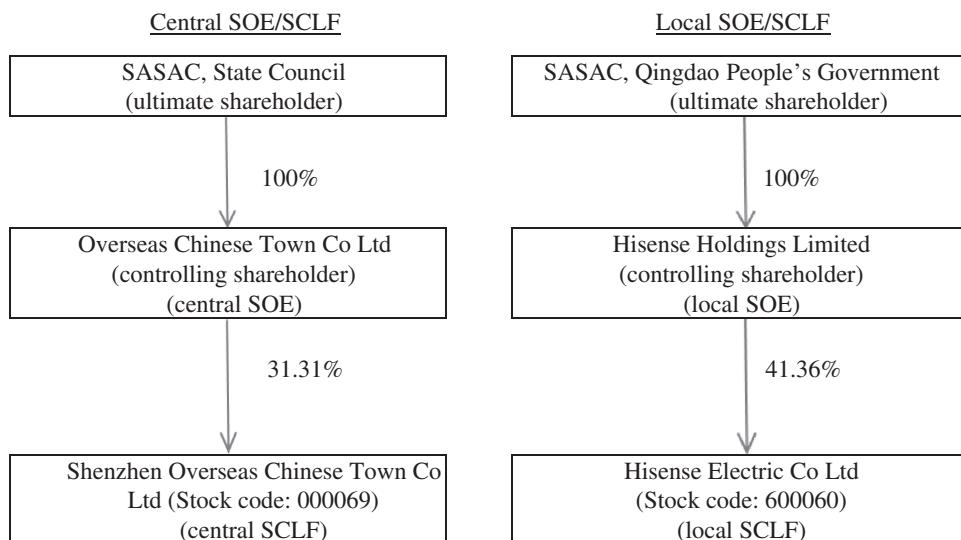 Central SOE/SCLF
SASAC, State Council
(ultimate shareholder)
100%
Overseas Chinese Town Co Ltd
(controlling shareholder)
(central SOE)
31.31%
Shenzhen Overseas Chinese Town Co
Ltd (Stock code: 000069)
(central SCLF)
Local SOE/SCLF
SASAC, Qingdao People’s Government
(ultimate shareholder)
100%
Hisense Holdings Limited
(controlling shareholder)
(local SOE)
41.36%
Hisense Electric Co Ltd
(Stock code: 600060)
(local SCLF)